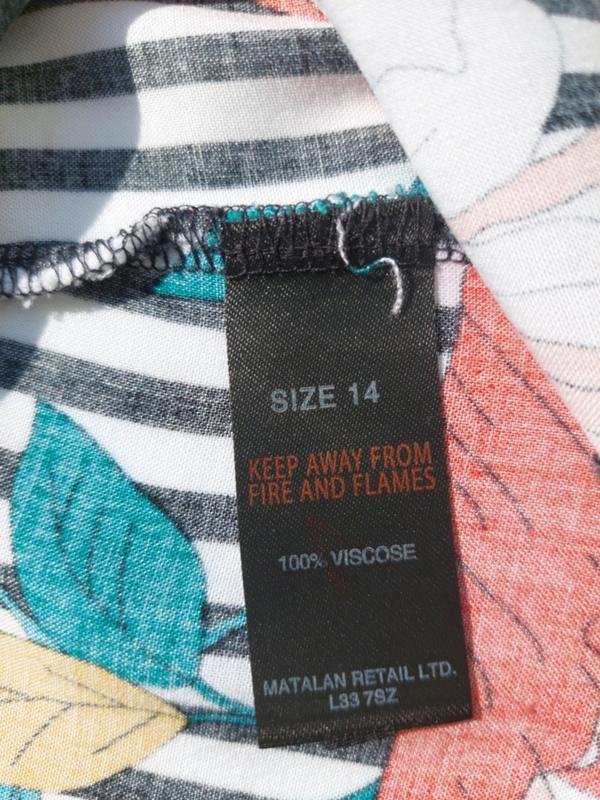 SIZE 14
KEEP AWAY FROM
FIRE AND FLAMES
100% VISCOSE
MATALAN RETAIL LTD.
L33 7SZ